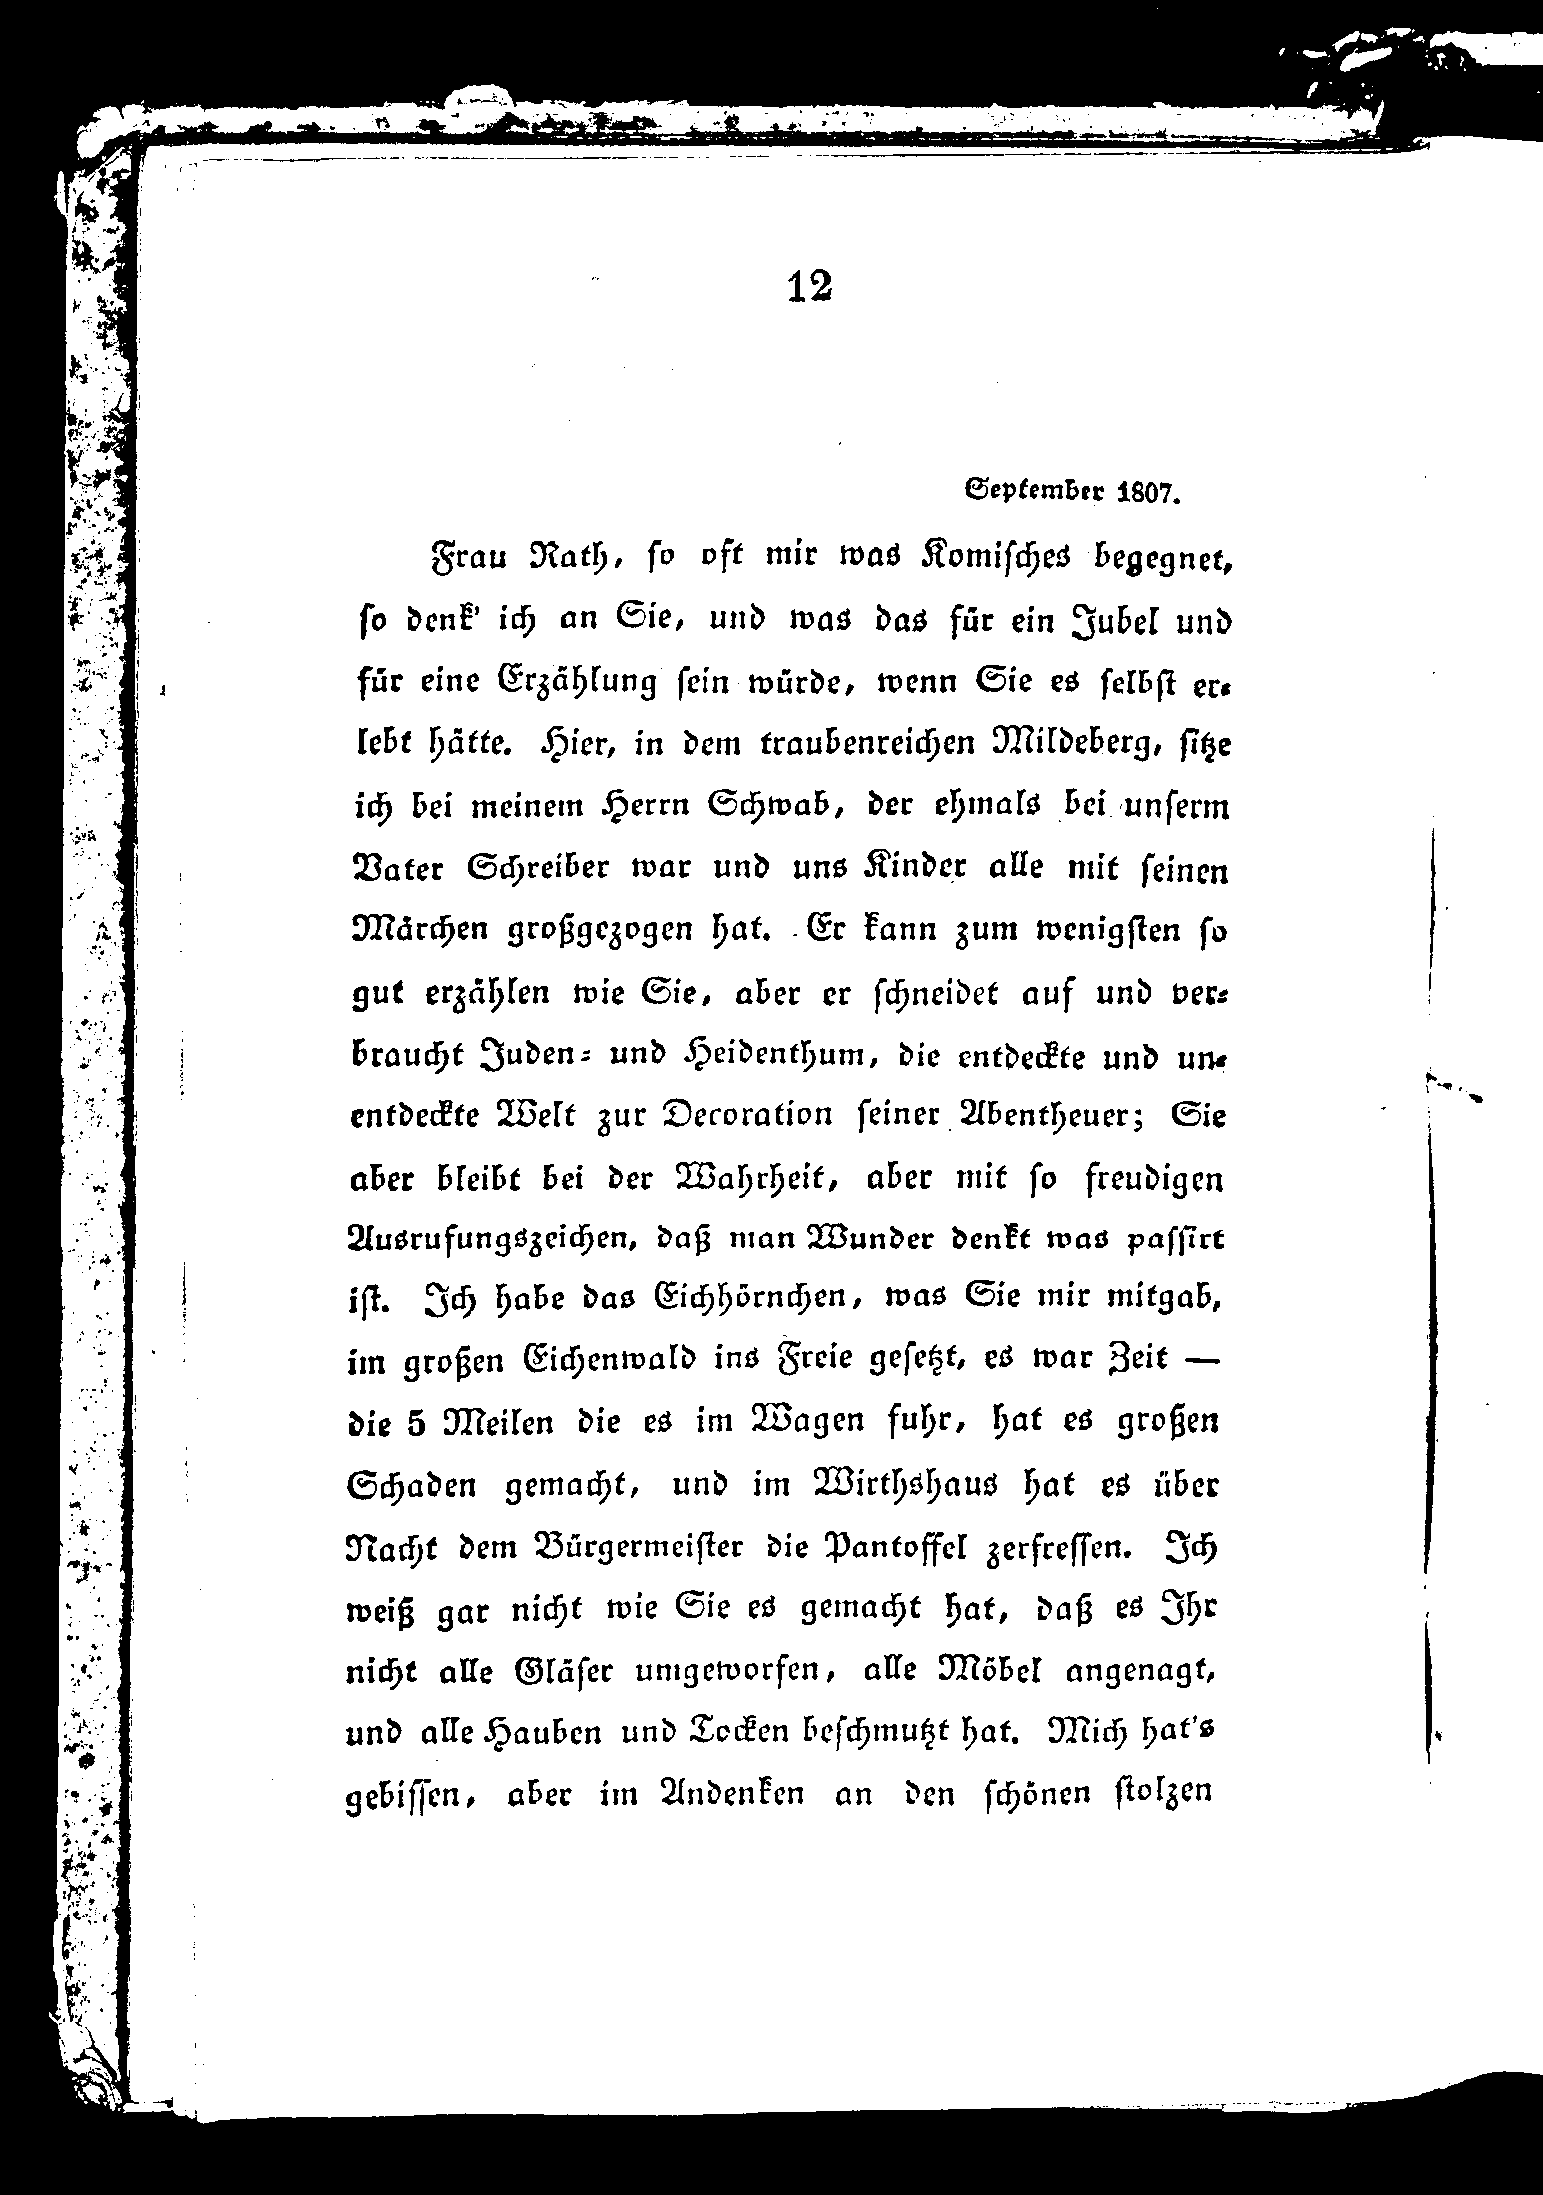 12
September 1807.
Frau Rath, ſo oft mir was Komiſches begegnet,
ſo denk' ich an Sie, und was das für ein Jubel und
für eine Erzählung ſein würde, wenn Sie es ſelbſt er⸗
lebt hätte. Hier, in dem traubenreichen Mildeberg, ſitze
ich bei meinem Herrn Schwab, der ehmals bei unſerm
Vater Schreiber war und uns Kinder alle mit ſeinen
Märchen großgezogen hat. Er kann zum wenigſten ſo
gut erzählen wie Sie, aber er ſchneidet auf und ver⸗
braucht Juden⸗ und Heidenthum, die entdeckte und un⸗
entdeckte Welt zur Decoration ſeiner Abentheuer; Sie
aber bleibt bei der Wahrheit, aber mit ſo freudigen
Ausrufungszeichen, daß man Wunder denkt was paſſirt
iſt. Ich habe das Eichhörnchen, was Sie mir mitgab,
im großen Eichenwald ins Freie geſetzt, es war Zeit —
die 5 Meilen die es im Wagen fuhr, hat es großen
Schaden gemacht, und im Wirthshaus hat es über
Nacht dem Bürgermeiſter die Pantoffel zerfreſſen. Ich
weiß gar nicht wie Sie es gemacht hat, daß es Ihr
nicht alle Gläſer umgeworfen, alle Möbel angenagt,
und alle Hauben und Tocken beſchmutzt hat. Mich hat's
gebiſſen, aber im Andenken an den ſchönen ſtolzen